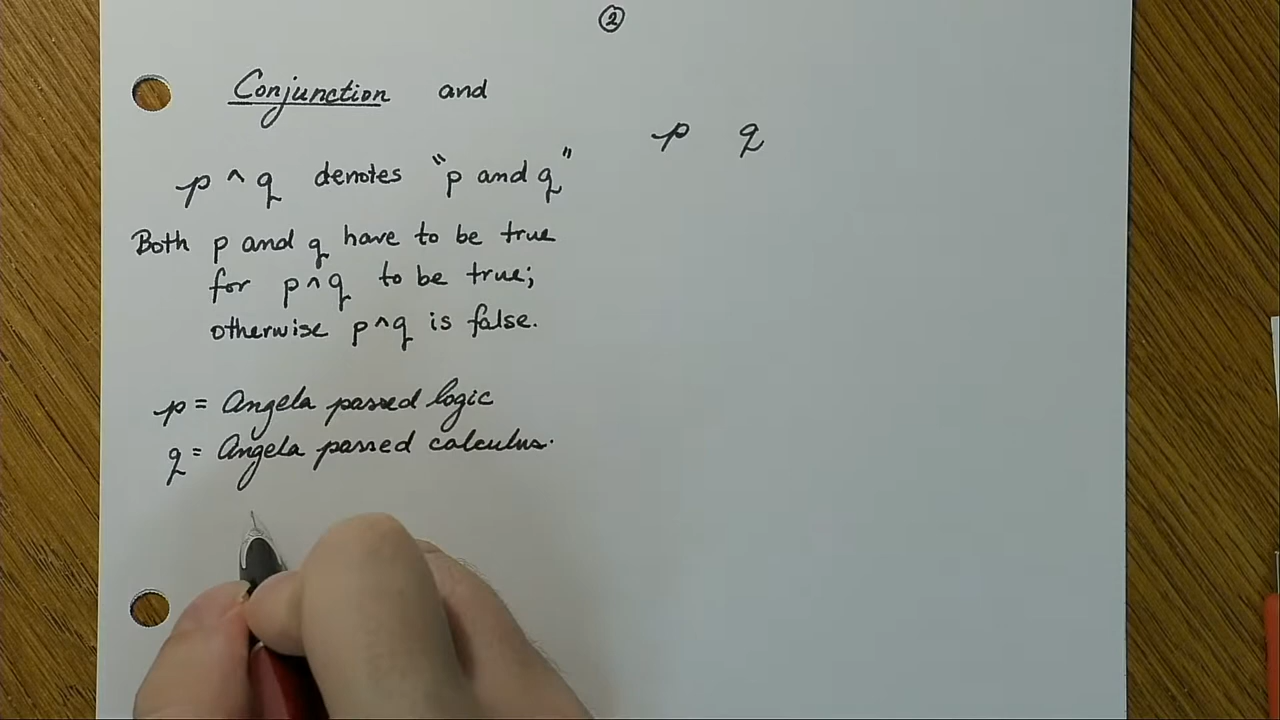 ②
Conjunction and
p ^ q denotes "p and q"
Both p and q have to be true
for p ^ q to be true;
otherwise p ^ q is false.
p = Angela passed logic
q = Angela passed calculus.
p q